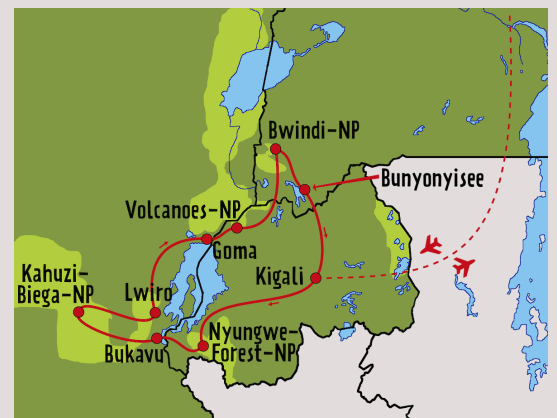 Bwindi-NP
Bunyonyisee
Volcanoes-NP
Goma
Kahuzi-
Biega-NP
Lwiro
Kigali
Bukavu
Nyungwe-
Forest-NP